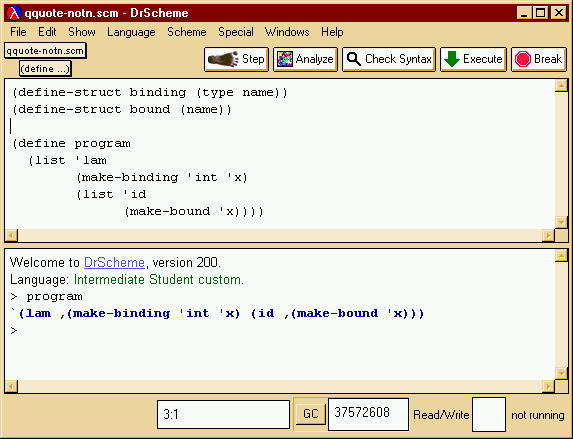 qquote-notn.scm - DrScheme
File Edit Show Language Scheme Special Windows Help
qquote-notn.scm
(define ...)
Step Analyze Check Syntax Execute Break
(define-struct binding (type name))
(define-struct bound (name))
(define program
(list 'lam
(make-binding 'int 'x)
(list 'id
(make-bound 'x))))
Welcome to DrScheme, version 200.
Language: Intermediate Student custom.
> program
`(lam ,(make-binding 'int 'x) (id ,(make-bound 'x)))
>
3:1 GC 37572608 Read/Write not running